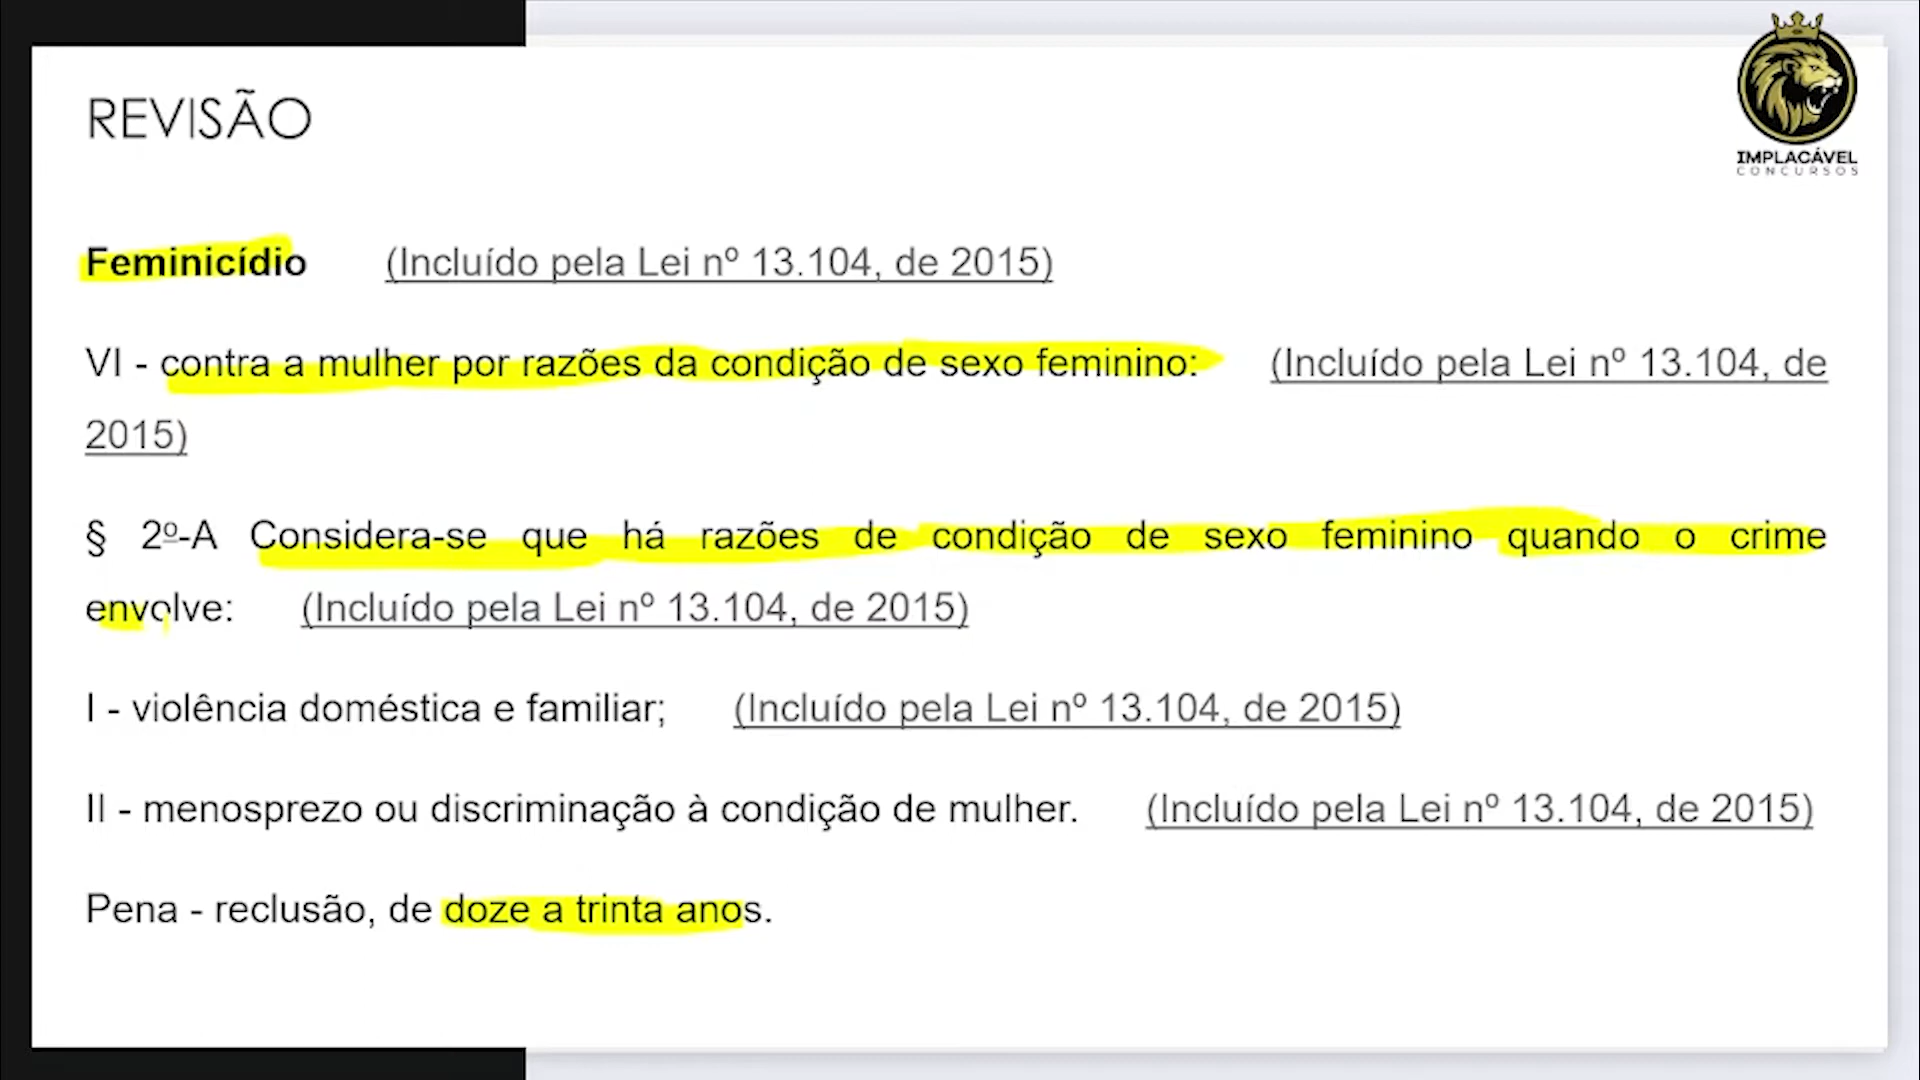 IMPLACÁVEL
CONCURSOS
REVISÃO
Feminicídio (Incluído pela Lei nº 13.104, de 2015)
VI - contra a mulher por razões da condição de sexo feminino: (Incluído pela Lei nº 13.104, de
2015)
§ 2º-A Considera-se que há razões de condição de sexo feminino quando o crime
envolve: (Incluído pela Lei nº 13.104, de 2015)
I - violência doméstica e familiar; (Incluído pela Lei nº 13.104, de 2015)
II - menosprezo ou discriminação à condição de mulher. (Incluído pela Lei nº 13.104, de 2015)
Pena - reclusão, de doze a trinta anos.